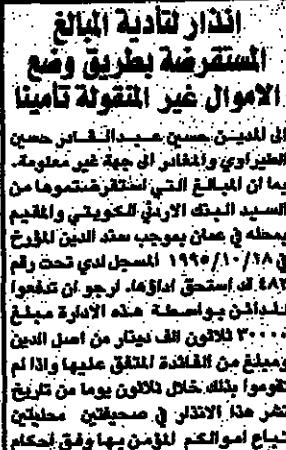 انذار لتأدية المبالغ
المستقرضة بطريق وضع
الاموال غير المنقولة تأمينا
الى المدين حسين عبدالقادر حسين
الطيراوي والمغادر الى جهة غير معلومة.
بما ان المبالغ التي استقرضتموها من
السيد البنك الاردني الكويتي والمقيم
بمحله في عمان بموجب سند الدين المؤرخ
في ١٩٩٥/١٠/١٨ المسجل لدي تحت رقم
٤٨٢ قد استحق اداؤها. ارجو ان تدفعوا
للدائن بواسطة هذه الادارة مبلغ
٣٠٠٠٠ ثلاثون الف دينار من اصل الدين
ومبلغ من الفائدة المتفق عليها واذا لم
تقوموا بذلك خلال ثلاثون يوما من تاريخ
نشر هذا الانذار في صحيفتين محليتين
تباع اموالكم المؤمن بها وفق احكام